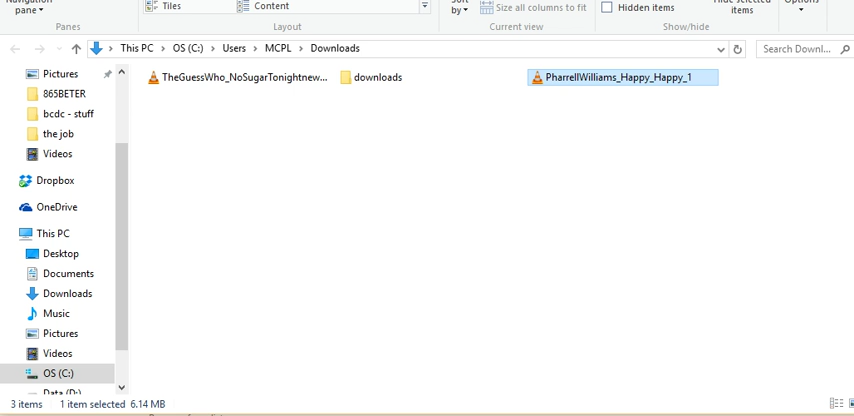 Navigation pane
Tiles
Content
Sort by
Size all columns to fit
Hidden items
Hide selected items
Options
Panes
Layout
Current view
Show/hide
This PC
OS (C:)
Users
MCPL
Downloads
Search Down...
Pictures
865BETER
bcdc - stuff
the job
Videos
Dropbox
OneDrive
This PC
Desktop
Documents
Downloads
Music
Pictures
Videos
OS (C:)
Data (D:)
TheGuessWho_NoSugarTonightnew...
downloads
PharrellWilliams_Happy_Happy_1
3 items
1 item selected 6.14 MB